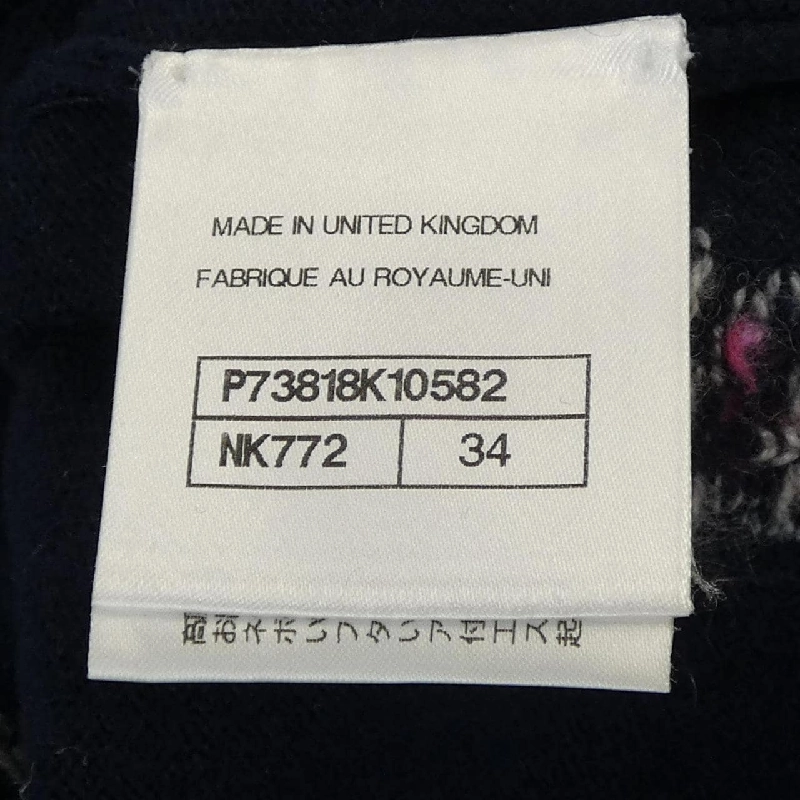 MADE IN UNITED KINGDOM
FABRIQUE AU ROYAUME-UNI
P73818K10582
NK772 34